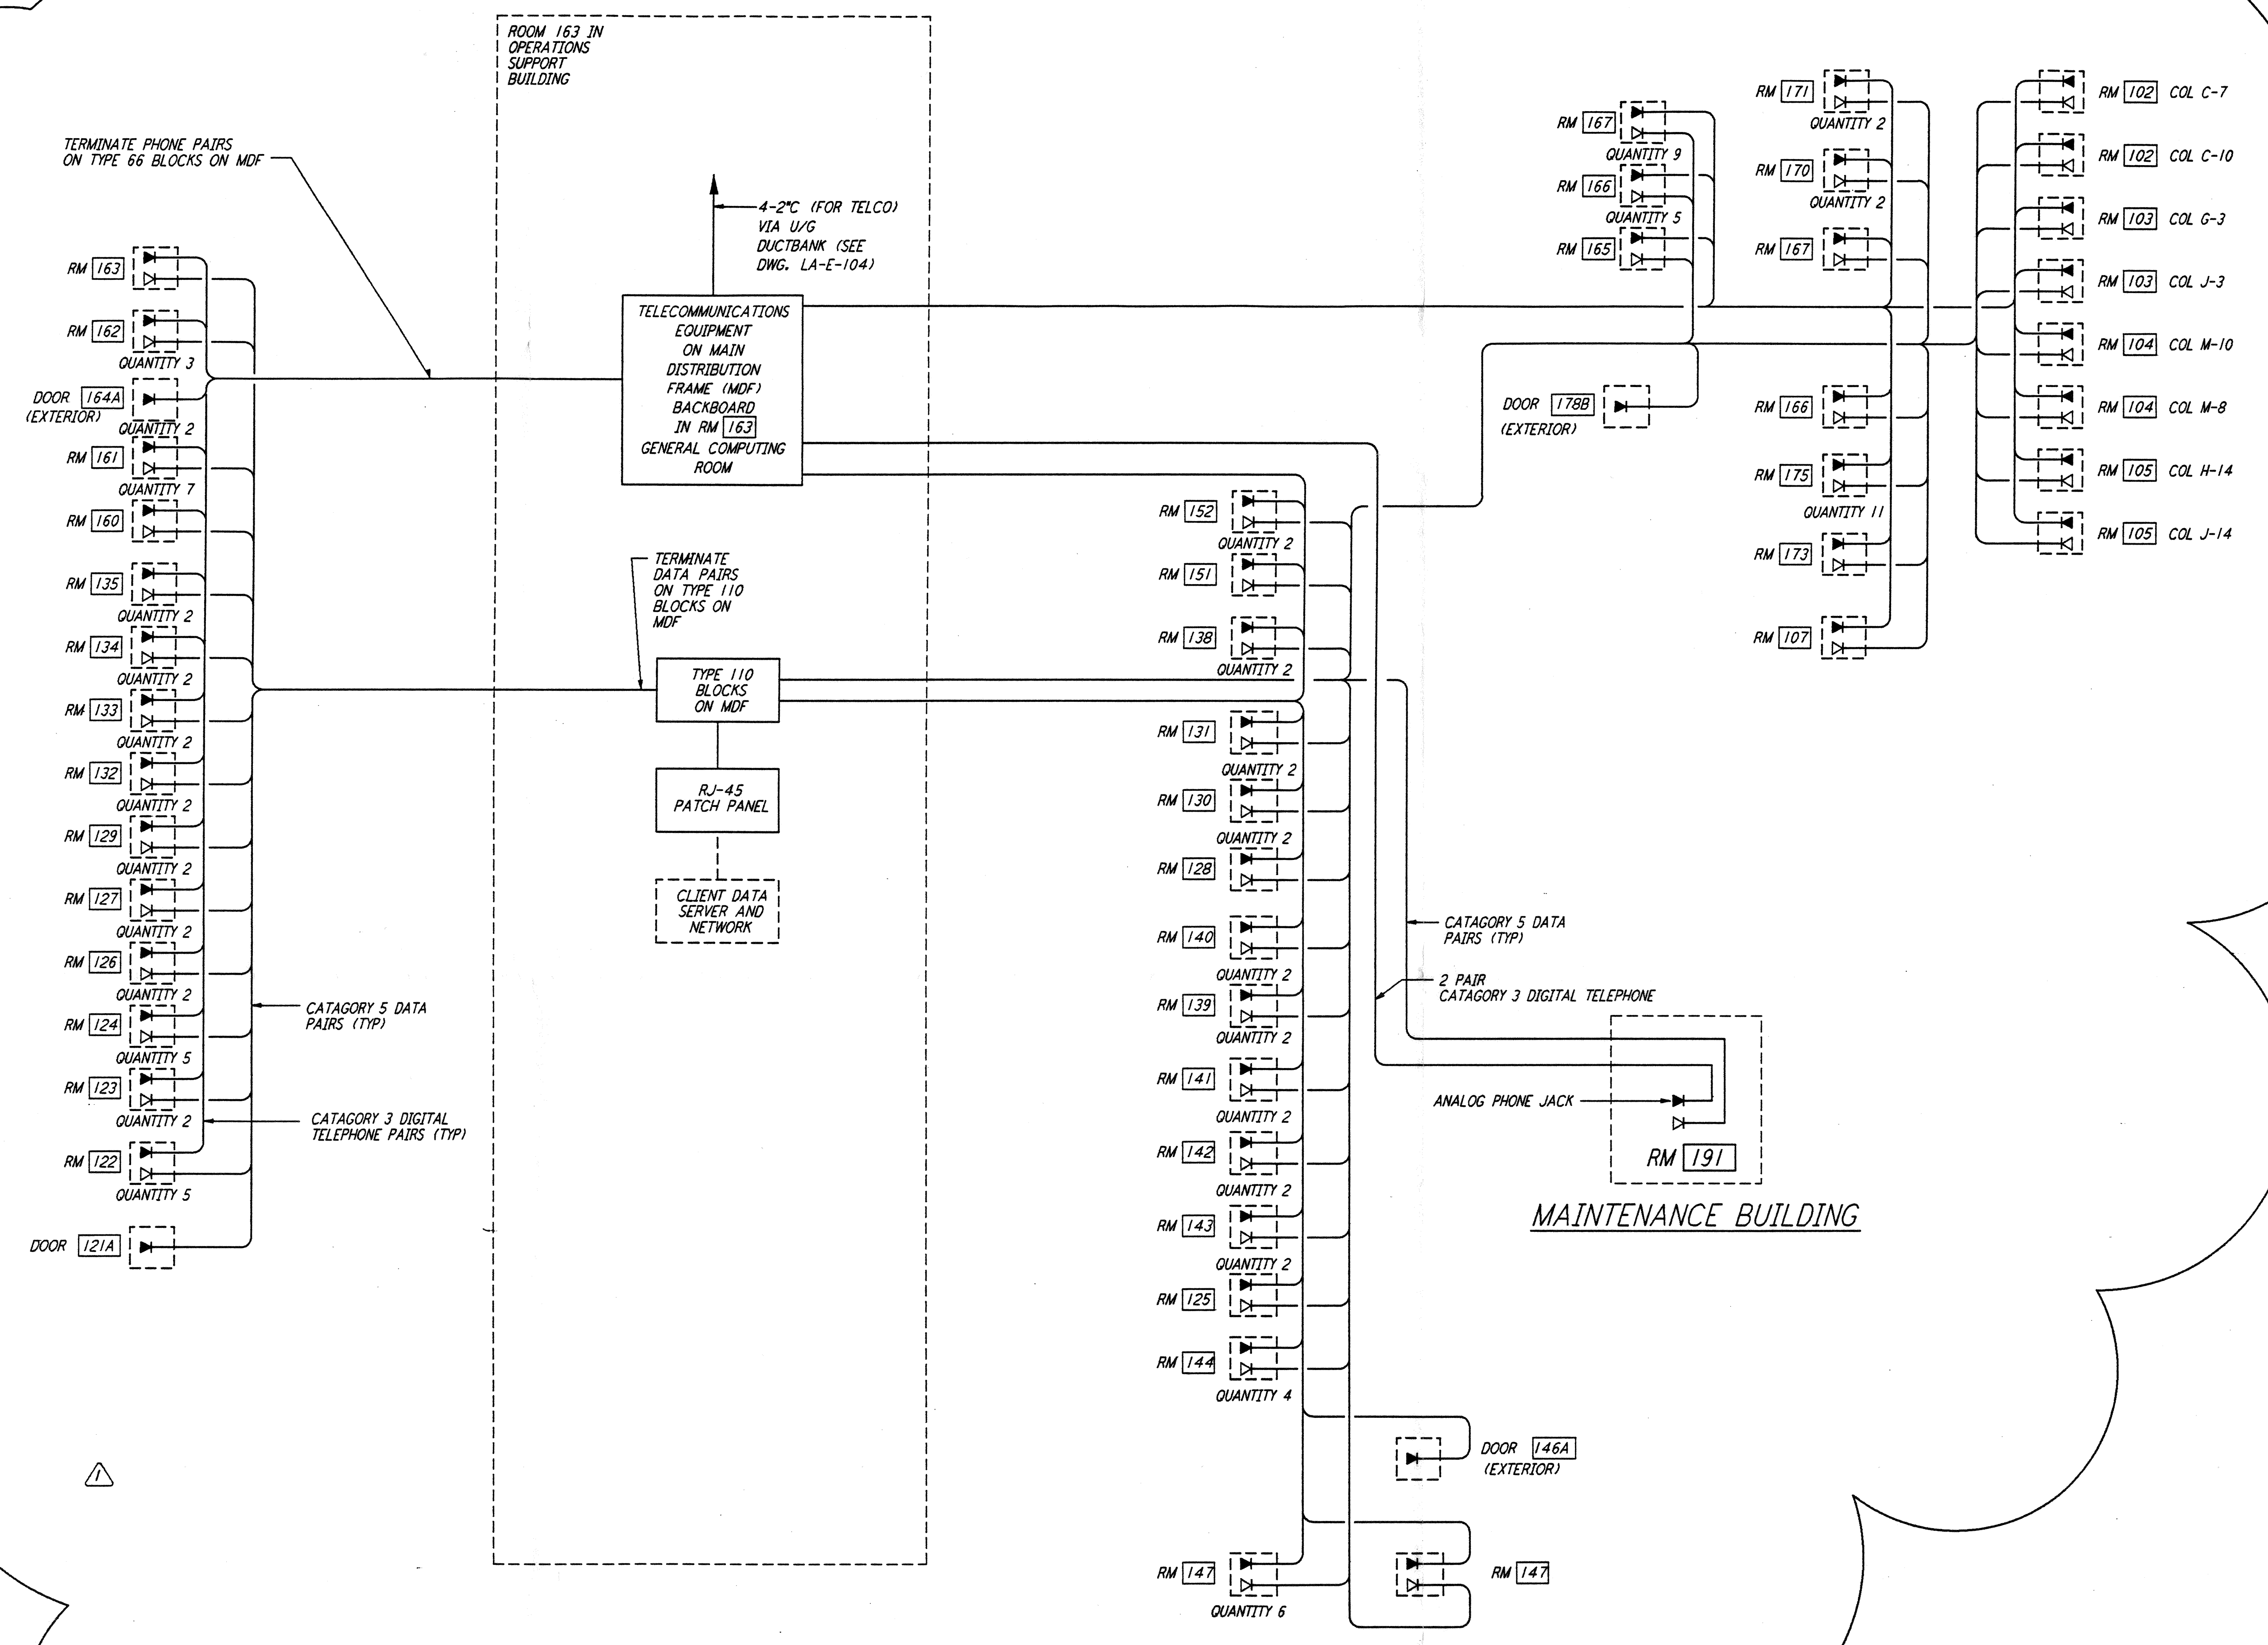 ROOM 163 IN
OPERATIONS
SUPPORT
BUILDING
TERMINATE PHONE PAIRS
ON TYPE 66 BLOCKS ON MDF
4-2"C (FOR TELCO)
VIA U/G
DUCTBANK (SEE
DWG. LA-E-104)
TELECOMMUNICATIONS
EQUIPMENT
ON MAIN
DISTRIBUTION
FRAME (MDF)
BACKBOARD
IN RM 163
GENERAL COMPUTING
ROOM
TERMINATE
DATA PAIRS
ON TYPE 110
BLOCKS ON
MDF
TYPE 110
BLOCKS
ON MDF
RJ-45
PATCH PANEL
CLIENT DATA
SERVER AND
NETWORK
RM 163
RM 162
QUANTITY 3
DOOR 164A
(EXTERIOR)
QUANTITY 2
RM 161
QUANTITY 7
RM 160
RM 135
QUANTITY 2
RM 134
QUANTITY 2
RM 133
QUANTITY 2
RM 132
QUANTITY 2
RM 129
QUANTITY 2
RM 127
QUANTITY 2
RM 126
QUANTITY 2
RM 124
QUANTITY 5
RM 123
QUANTITY 2
RM 122
QUANTITY 5
DOOR 121A
CATAGORY 5 DATA
PAIRS (TYP)
CATAGORY 3 DIGITAL
TELEPHONE PAIRS (TYP)
1
RM 152
QUANTITY 2
RM 151
RM 138
QUANTITY 2
RM 131
QUANTITY 2
RM 130
QUANTITY 2
RM 128
RM 140
QUANTITY 2
RM 139
QUANTITY 2
RM 141
QUANTITY 2
RM 142
QUANTITY 2
RM 143
QUANTITY 2
RM 125
RM 144
QUANTITY 4
DOOR 146A
(EXTERIOR)
RM 147
QUANTITY 6
RM 147
RM 167
QUANTITY 9
RM 166
QUANTITY 5
RM 165
DOOR 178B
(EXTERIOR)
RM 171
QUANTITY 2
RM 170
QUANTITY 2
RM 167
RM 166
RM 175
QUANTITY 11
RM 173
RM 107
RM 102 COL C-7
RM 102 COL C-10
RM 103 COL G-3
RM 103 COL J-3
RM 104 COL M-10
RM 104 COL M-8
RM 105 COL H-14
RM 105 COL J-14
CATAGORY 5 DATA
PAIRS (TYP)
2 PAIR
CATAGORY 3 DIGITAL TELEPHONE
ANALOG PHONE JACK
RM 191
MAINTENANCE BUILDING